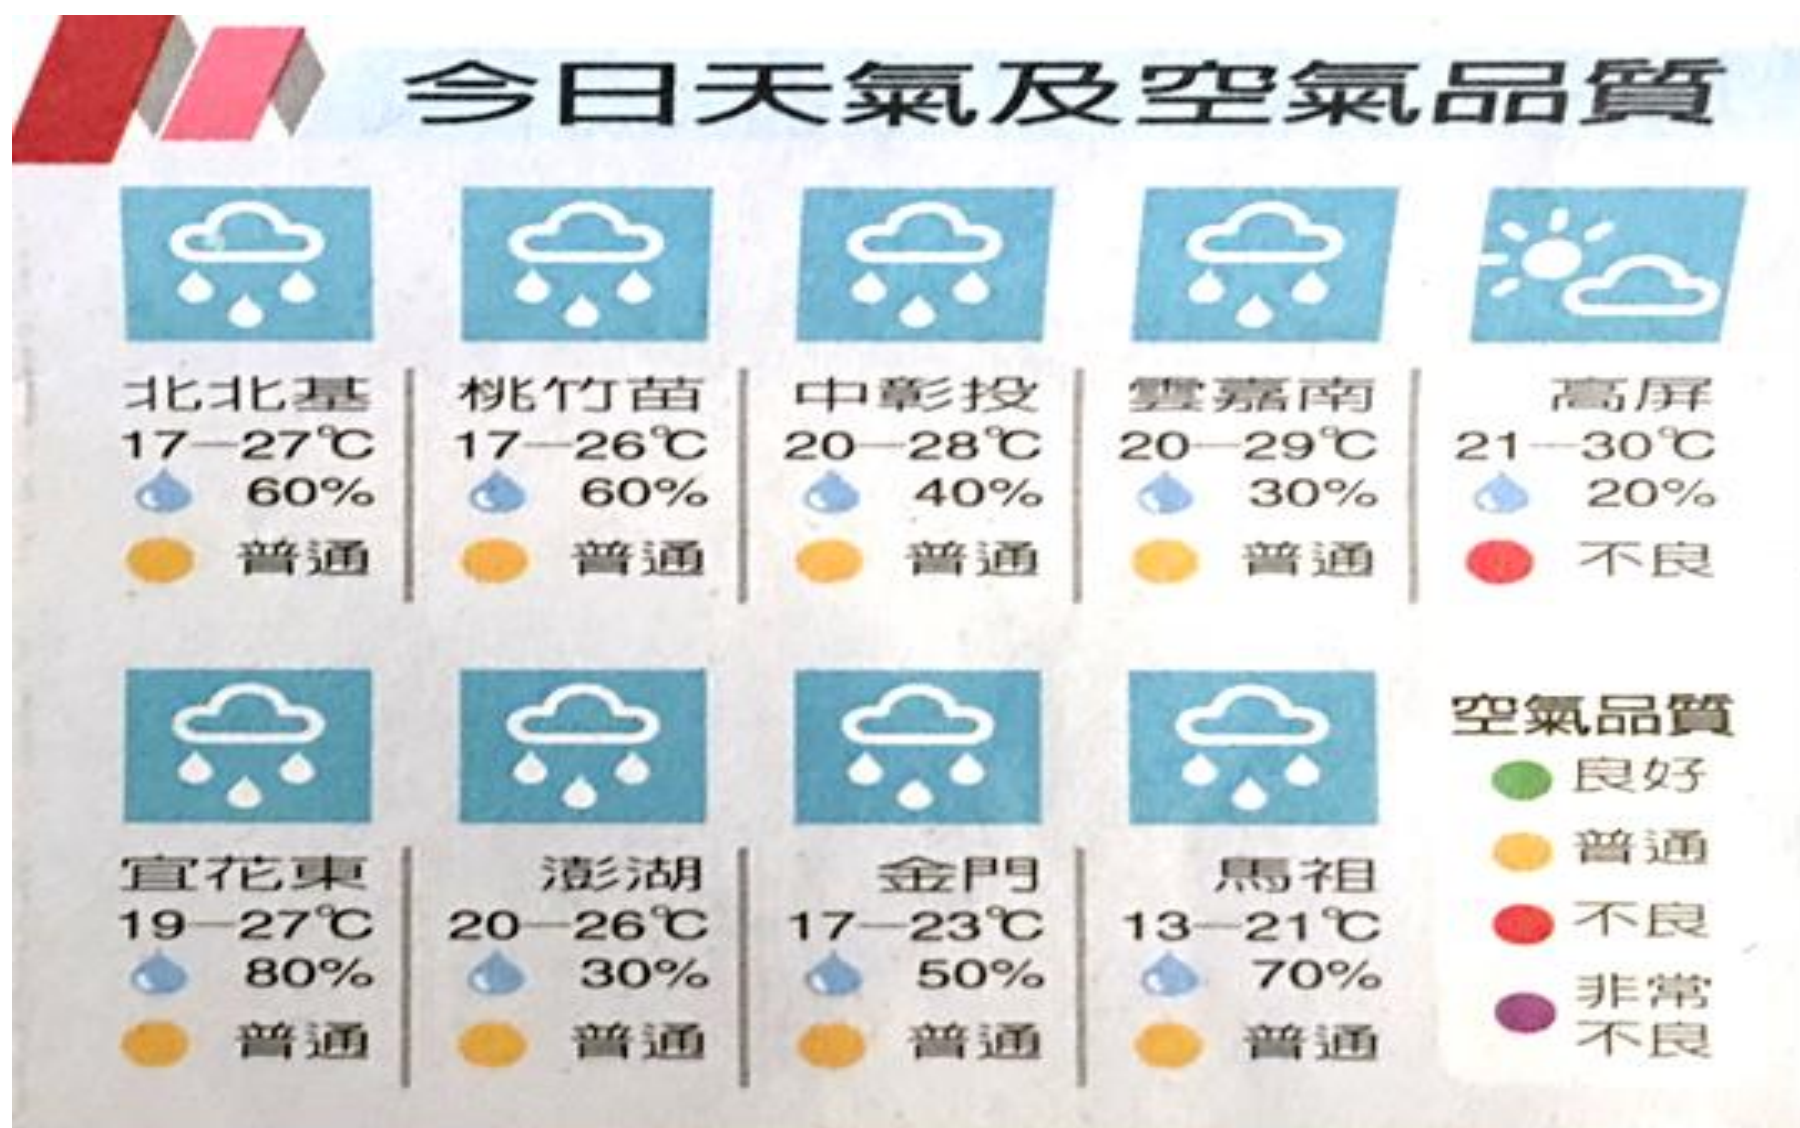 今日天氣及空氣品質
北北基
17—27℃
60%
普通
桃竹苗
17—26℃
60%
普通
中彰投
20—28℃
40%
普通
雲嘉南
20—29℃
30%
普通
高屏
21—30℃
20%
不良
宜花東
19—27℃
80%
普通
澎湖
20—26℃
30%
普通
金門
17—23℃
50%
普通
馬祖
13—21℃
70%
普通
空氣品質
良好
普通
不良
非常
不良